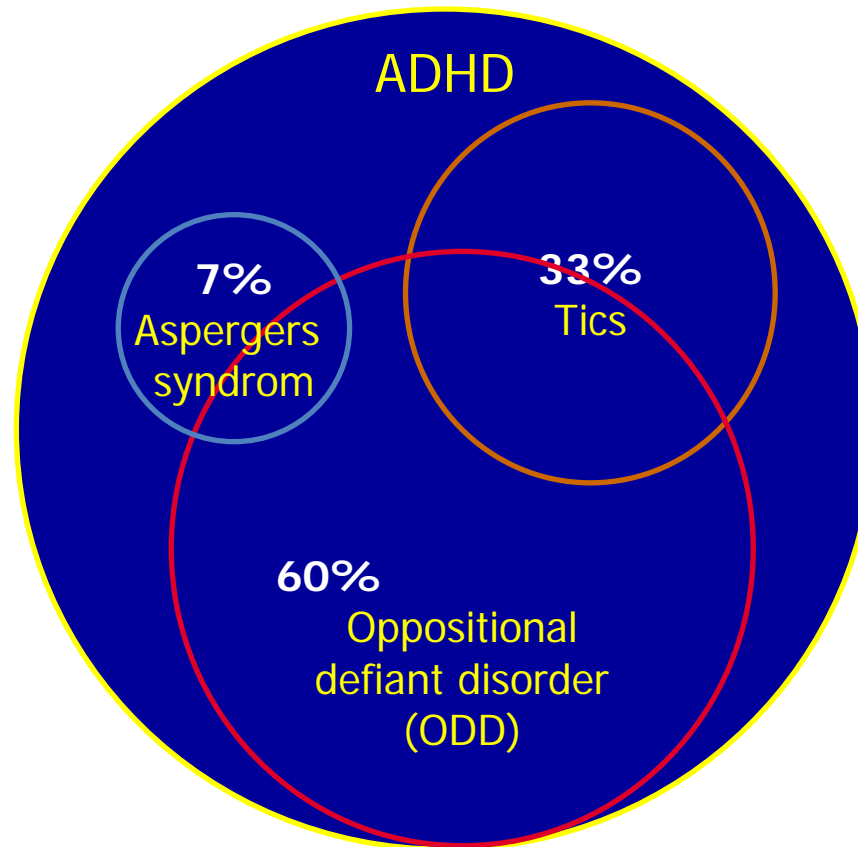 ADHD
7%
Aspergers
syndrom
33%
Tics
60%
Oppositional
defiant disorder
(ODD)